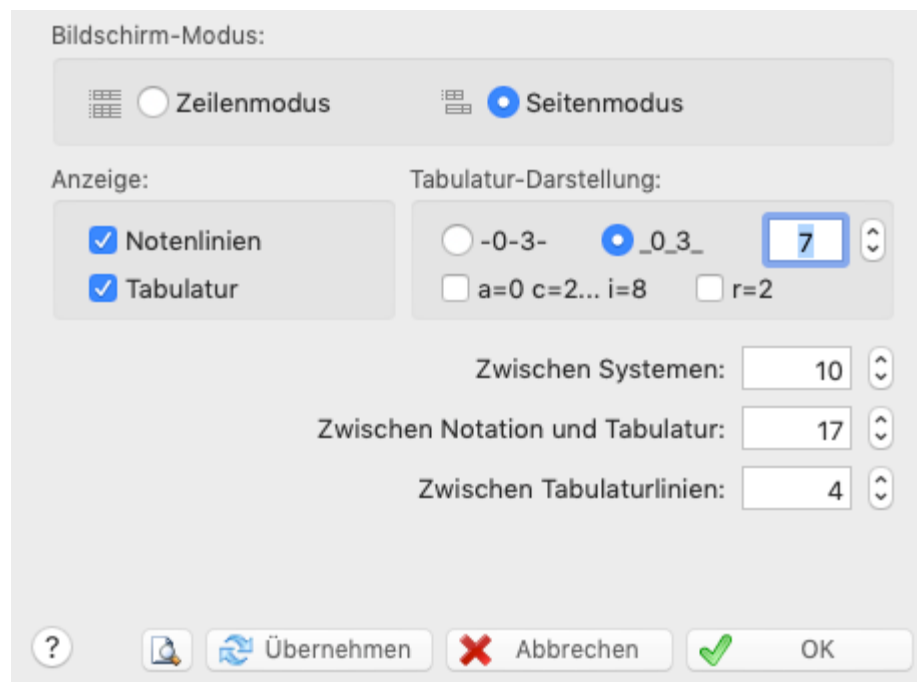 Bildschirm-Modus:
Zeilenmodus Seitenmodus
Anzeige: Tabulatur-Darstellung:
Notenlinien -0-3- _0_3_ 7
Tabulatur a=0 c=2... i=8 r=2
Zwischen Systemen: 10
Zwischen Notation und Tabulatur: 17
Zwischen Tabulaturlinien: 4
? Übernehmen Abbrechen OK